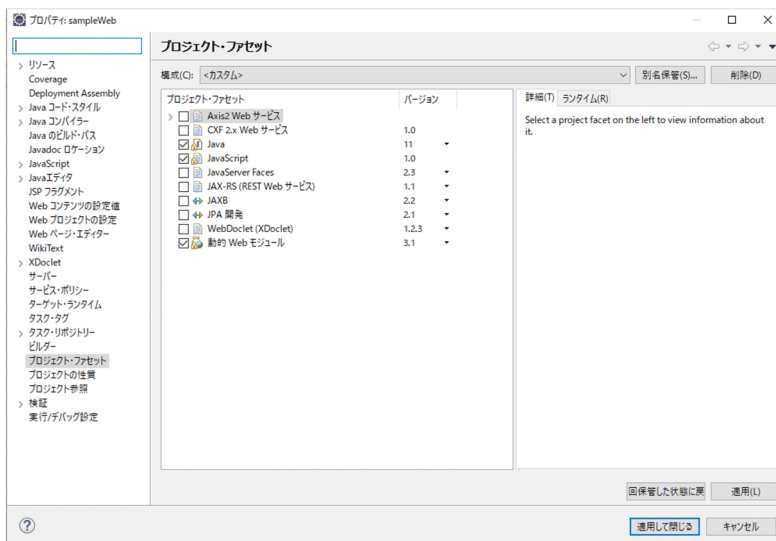 プロパティ: sampleWeb
プロジェクト・ファセット
リソース
Coverage
Deployment Assembly
Java コード・スタイル
Java コンパイラー
Java のビルド・パス
Javadoc ロケーション
JavaScript
Javaエディタ
JSP フラグメント
Web コンテンツの設定値
Web プロジェクトの設定
Web ページ・エディター
WikiText
XDoclet
サーバー
サービス・ポリシー
ターゲット・ランタイム
タスク・タグ
タスク・リポジトリー
ビルダー
プロジェクト・ファセット
プロジェクトの性質
プロジェクト参照
検証
実行/デバッグ設定
構成(C): <カスタム> 別名保管(S)... 削除(D)
プロジェクト・ファセット バージョン
Axis2 Web サービス
CXF 2.x Web サービス 1.0
Java 11
JavaScript 1.0
JavaServer Faces 2.3
JAX-RS (REST Web サービス) 1.1
JAXB 2.2
JPA 開発 2.1
WebDoclet (XDoclet) 1.2.3
動的 Web モジュール 3.1
詳細(T) ランタイム(R)
Select a project facet on the left to view information about
it.
回保管した状態に戻 適用(L)
適用して閉じる キャンセル